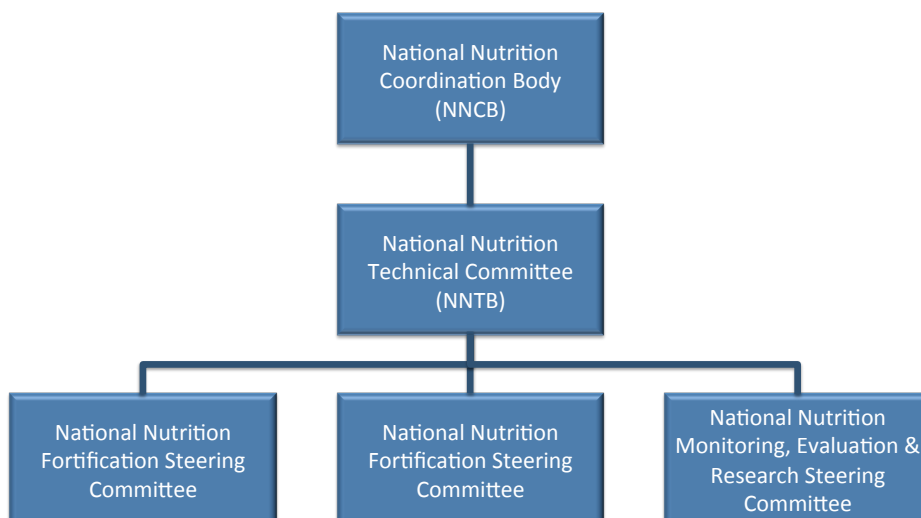 National Nutrition
Coordination Body
(NNCB)
National Nutrition
Technical Committee
(NNTB)
National Nutrition
Fortification Steering
Committee
National Nutrition
Fortification Steering
Committee
National Nutrition
Monitoring, Evaluation &
Research Steering
Committee